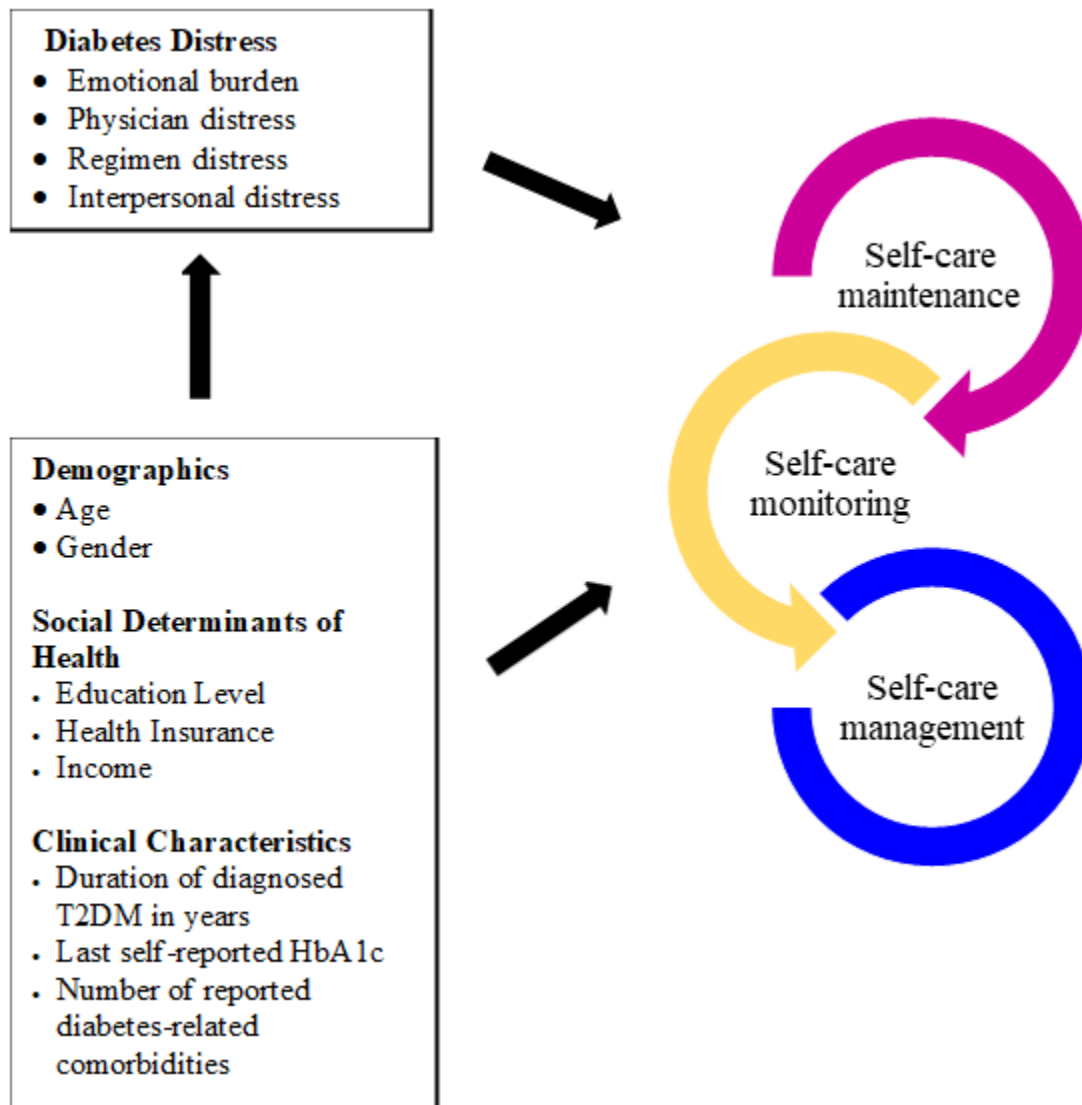 Diabetes Distress
• Emotional burden
• Physician distress
• Regimen distress
• Interpersonal distress
Demographics
• Age
• Gender
Social Determinants of
Health
• Education Level
• Health Insurance
• Income
Clinical Characteristics
• Duration of diagnosed
T2DM in years
• Last self-reported HbA1c
• Number of reported
diabetes-related
comorbidities
Self-care
maintenance
Self-care
monitoring
Self-care
management